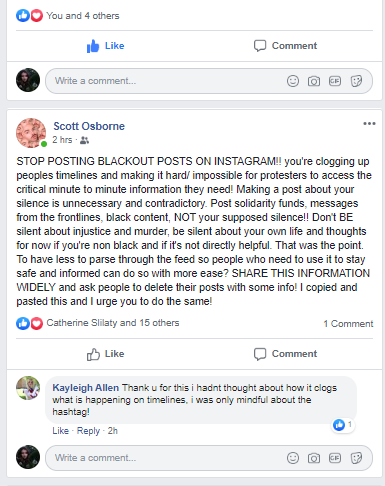 You and 4 others
Like Comment
Write a comment...
Scott Osborne
2 hrs ·
STOP POSTING BLACKOUT POSTS ON INSTAGRAM!! you're clogging up
peoples timelines and making it hard/ impossible for protesters to access the
critical minute to minute information they need! Making a post about your
silence is unnecessary and contradictory. Post solidarity funds, messages
from the frontlines, black content, NOT your supposed silence!! Don't BE
silent about injustice and murder, be silent about your own life and thoughts
for now if you're non black and if it's not directly helpful. That was the point.
To have less to parse through the feed so people who need to use it to stay
safe and informed can do so with more ease? SHARE THIS INFORMATION
WIDELY and ask people to delete their posts with some info! I copied and
pasted this and I urge you to do the same!
Catherine Slilaty and 15 others 1 Comment
Like Comment
Kayleigh Allen Thank u for this i hadnt thought about how it clogs
what is happening on timelines, i was only mindful about the
hashtag!
1
Like · Reply · 2h
Write a comment...